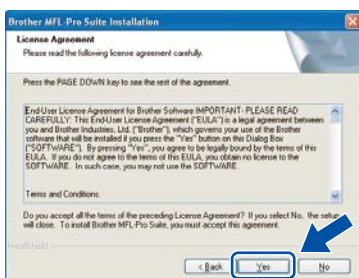 Brother MFL-Pro Suite Installation
License Agreement
Please read the following license agreement carefully.
Press the PAGE DOWN key to see the rest of the agreement.
End-User License Agreement for Brother Software IMPORTANT- PLEASE READ
CAREFULLY: This End-User License Agreement ("EULA") is a legal agreement between
you and Brother Industries, Ltd. ("Brother"), which governs your use of the Brother
software that will be installed if you press the "Yes" button on this Dialog Box
("SOFTWARE"). By pressing "Yes", you agree to be legally bound by the terms of this
EULA. If you do not agree to the terms of this EULA, you obtain no license to the
SOFTWARE. In such case, you may not use the SOFTWARE.
Terms and Conditions.
Do you accept all the terms of the preceding License Agreement? If you select No, the setup
will close. To install Brother MFL-Pro Suite, you must accept this agreement.
InstallShield
< Back Yes No